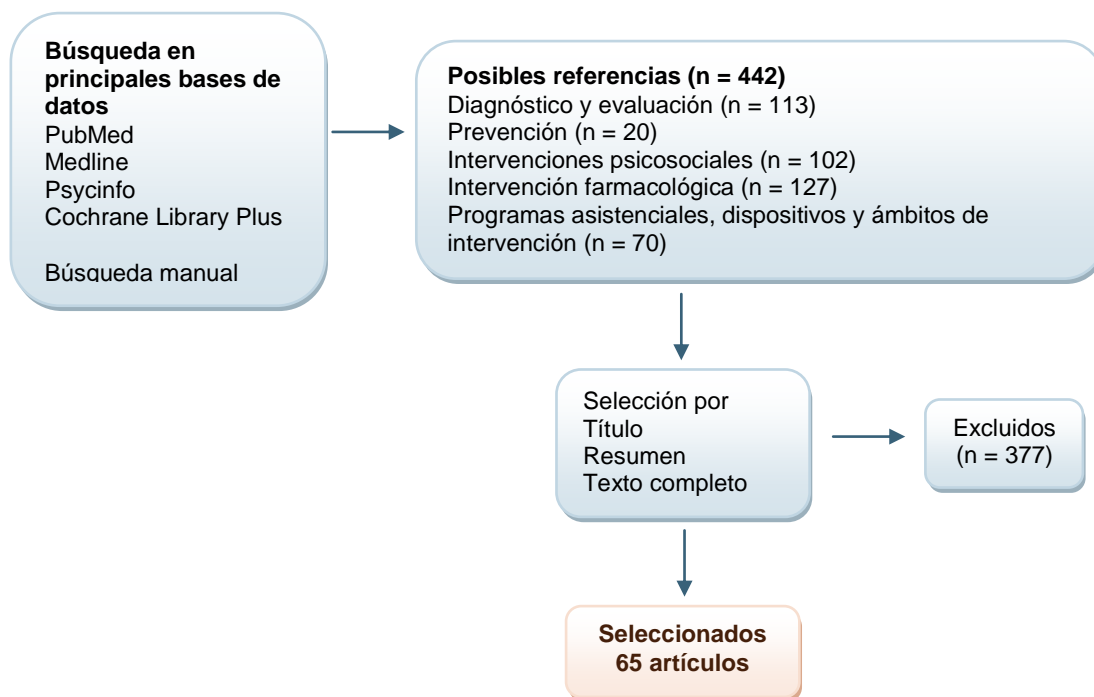 Búsqueda en
principales bases de
datos
PubMed
Medline
Psycinfo
Cochrane Library Plus
Búsqueda manual
Posibles referencias (n = 442)
Diagnóstico y evaluación (n = 113)
Prevención (n = 20)
Intervenciones psicosociales (n = 102)
Intervención farmacológica (n = 127)
Programas asistenciales, dispositivos y ámbitos de
intervención (n = 70)
Selección por
Título
Resumen
Texto completo
Excluidos
(n = 377)
Seleccionados
65 artículos